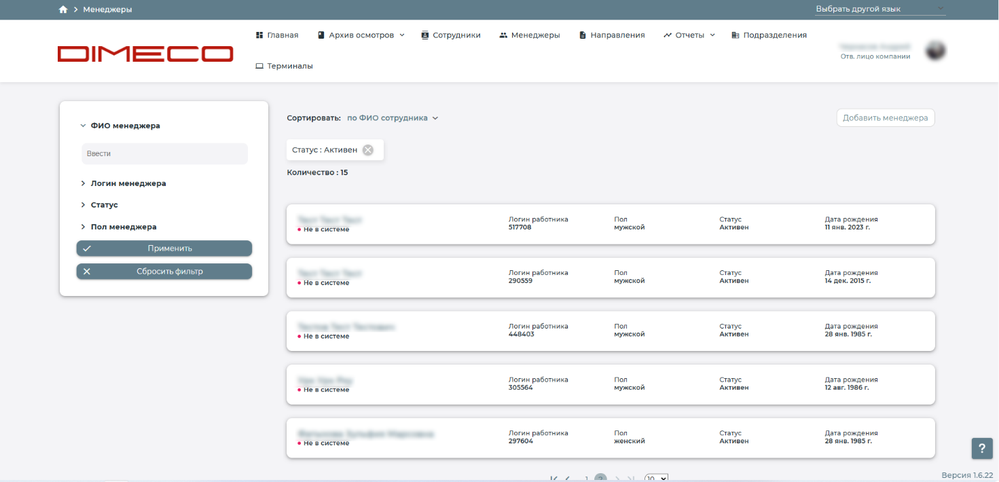 Менеджеры
Выбрать другой язык
Главная
Архив осмотров
Сотрудники
Менеджеры
Направления
Отчеты
Подразделения
DIMECO
Отв. лицо компании
Терминалы
ФИО менеджера
Ввести
Логин менеджера
Статус
Пол менеджера
Применить
Сбросить фильтр
Сортировать: по ФИО сотрудника
Добавить менеджера
Статус : Активен
Количество : 15
Не в системе
Логин работника
517708
Пол
мужской
Статус
Активен
Дата рождения
11 янв. 2023 г.
Не в системе
Логин работника
290559
Пол
мужской
Статус
Активен
Дата рождения
14 дек. 2015 г.
Не в системе
Логин работника
448403
Пол
мужской
Статус
Активен
Дата рождения
28 янв. 1985 г.
Не в системе
Логин работника
305564
Пол
мужской
Статус
Активен
Дата рождения
12 авг. 1986 г.
Не в системе
Логин работника
297604
Пол
женский
Статус
Активен
Дата рождения
28 янв. 1985 г.
?
1 2 10
Версия 1.6.22